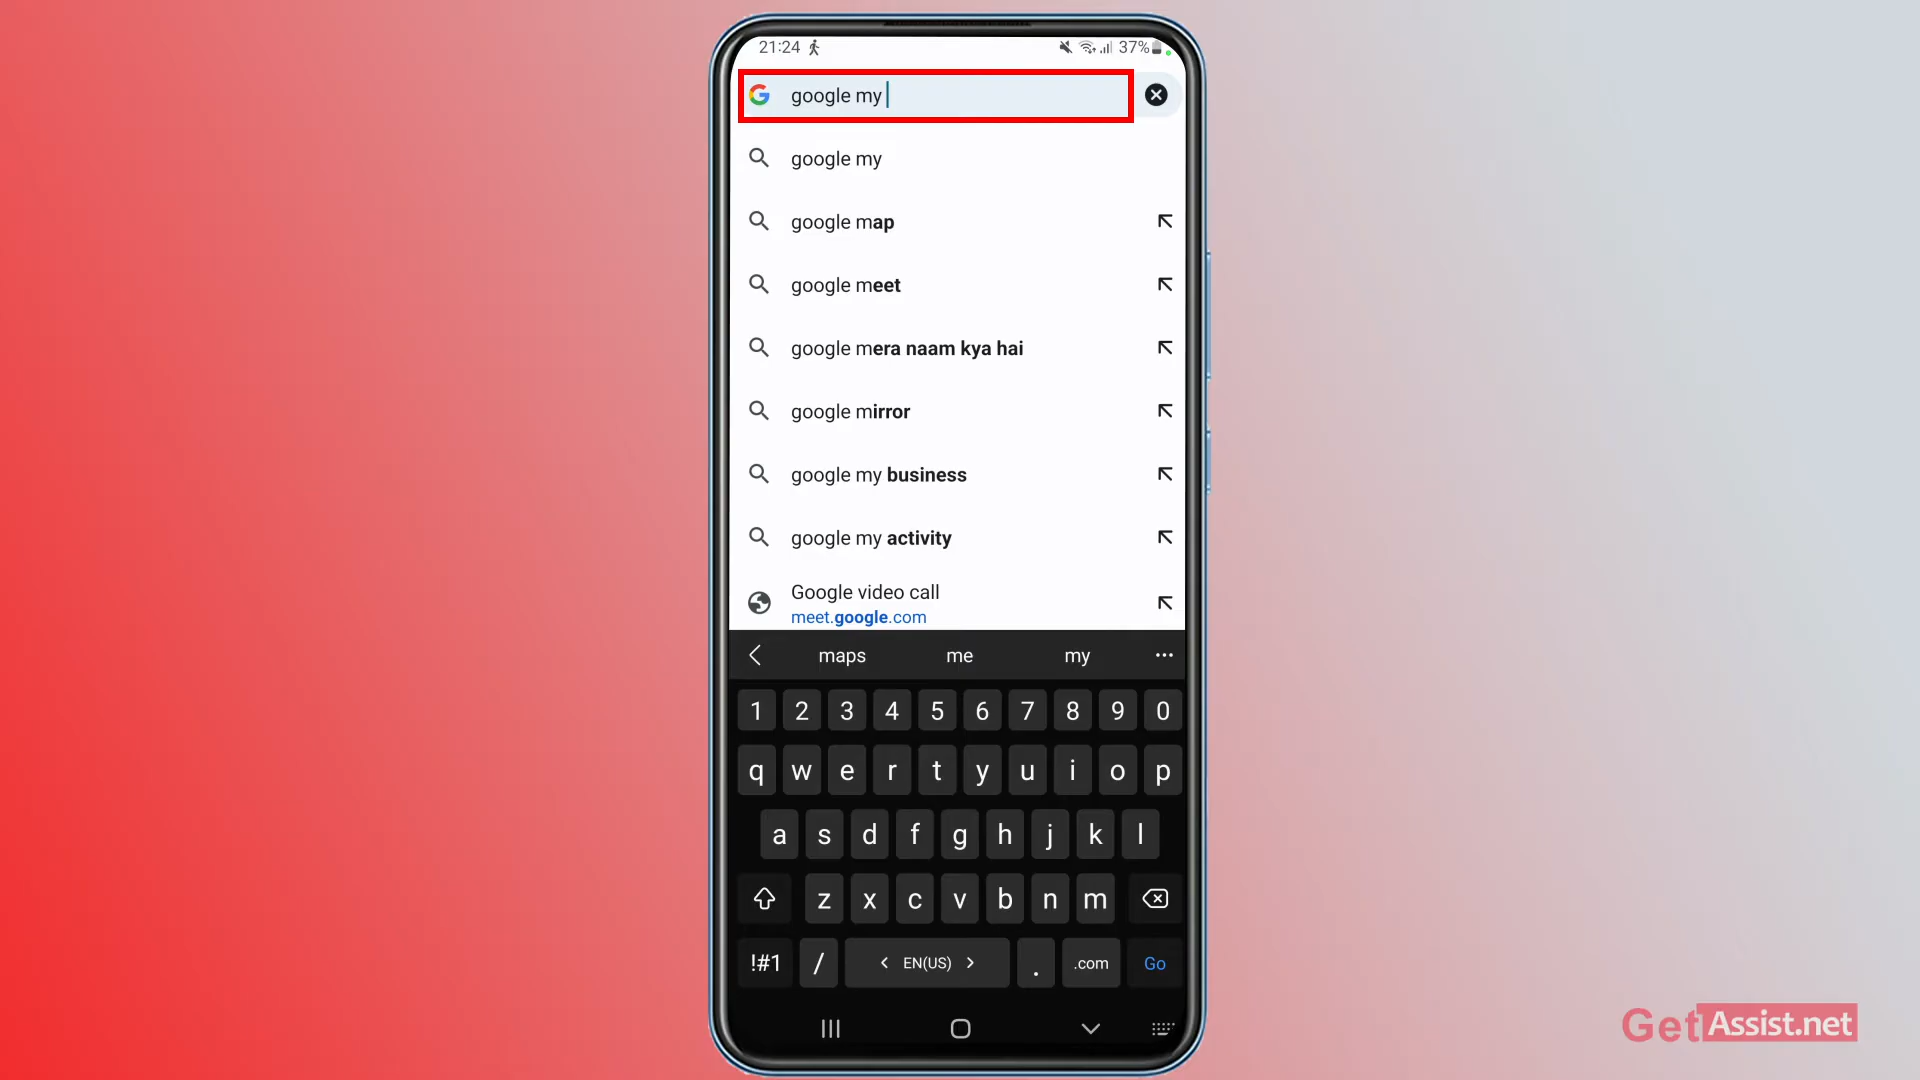 21:24 37%
google my
google my
google map
google meet
google mera naam kya hai
google mirror
google my business
google my activity
Google video call
meet.google.com
maps me my ...
1 2 3 4 5 6 7 8 9 0
q w e r t y u i o p
a s d f g h j k l
z x c v b n m
!#1 / < EN(US) > . .com Go
GetAssist.net